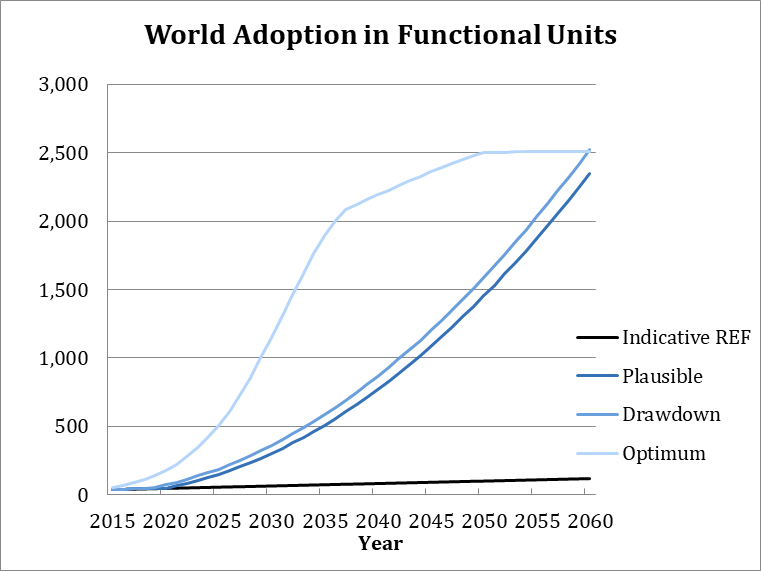 World Adoption in Functional Units
3,000
2,500
2,000
1,500
1,000
500
0
2015 2020 2025 2030 2035 2040 2045 2050 2055 2060
Year
Indicative REF
Plausible
Drawdown
Optimum